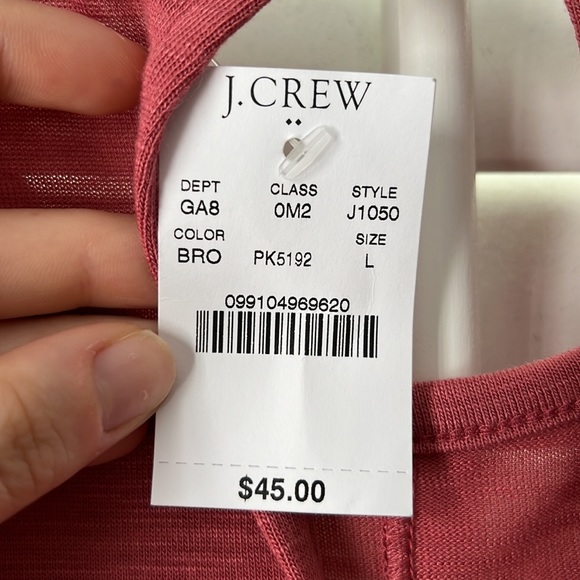 J.CREW
DEPT CLASS STYLE
GA8 0M2 J1050
COLOR SIZE
BRO PK5192 L
099104969620
$45.00